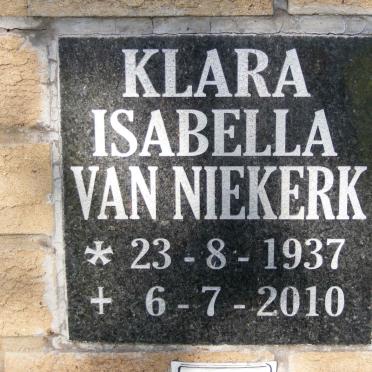 KLARA
ISABELLA
VAN NIEKERK
* 23 - 8 - 1937
+ 6 - 7 - 2010